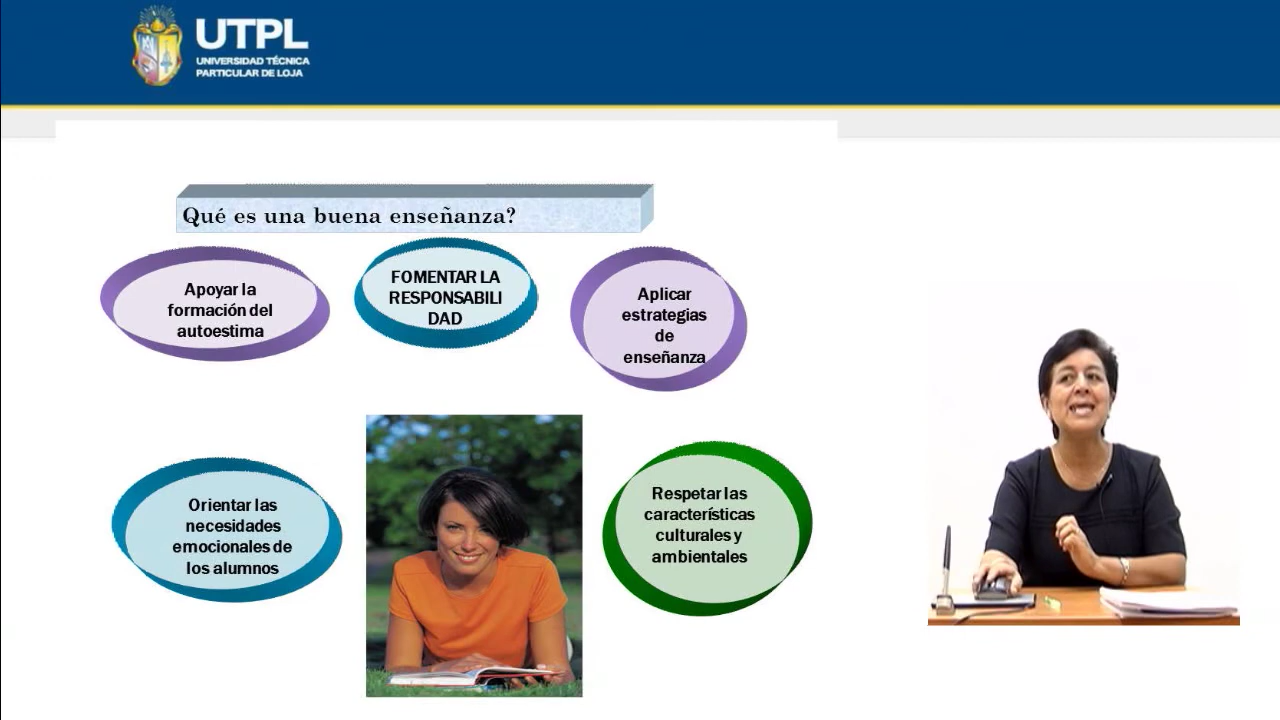 UTPL
UNIVERSIDAD TÉCNICA
PARTICULAR DE LOJA
Qué es una buena enseñanza?
Apoyar la
formación del
autoestima
FOMENTAR LA
RESPONSABILI
DAD
Aplicar
estrategias
de
enseñanza
Orientar las
necesidades
emocionales de
los alumnos
Respetar las
características
culturales y
ambientales